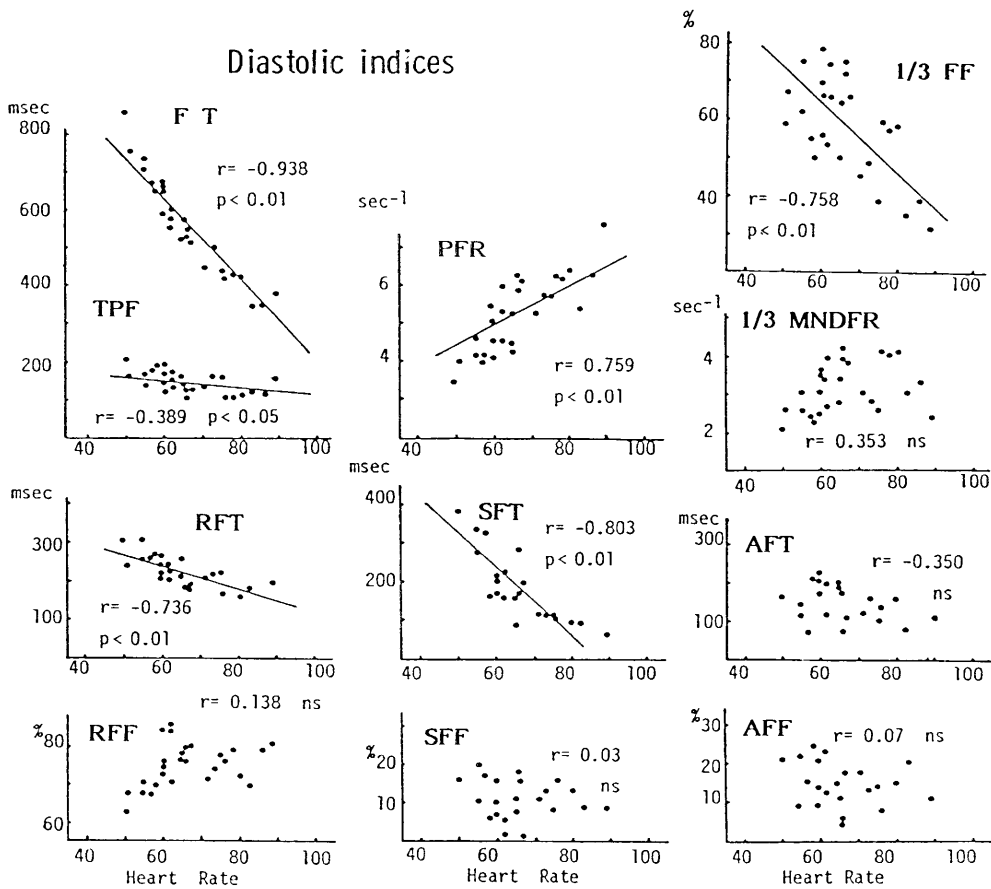 Diastolic indices
msec
F T
800
600
400
200
r= -0.938
p< 0.01
TPF
r= -0.389 p< 0.05
40 60 80 100
sec-1
PFR
6
4
2
r= 0.759
p< 0.01
40 60 80 100
%
1/3 FF
80
60
40
r= -0.758
p< 0.01
40 60 80 100
sec-1
1/3 MNDFR
4
2
r= 0.353 ns
40 60 80 100
msec
RFT
300
100
r= -0.736
p< 0.01
40 60 80 100
msec
SFT
400
200
r= -0.803
p< 0.01
40 60 80 100
msec
AFT
300
100
r= -0.350
ns
40 60 80 100
%
RFF
r= 0.138 ns
80
60
40 60 80 100
Heart Rate
%
SFF
20
10
r= 0.03
ns
40 60 80 100
Heart Rate
%
AFF
30
20
10
r= 0.07 ns
40 60 80 100
Heart Rate